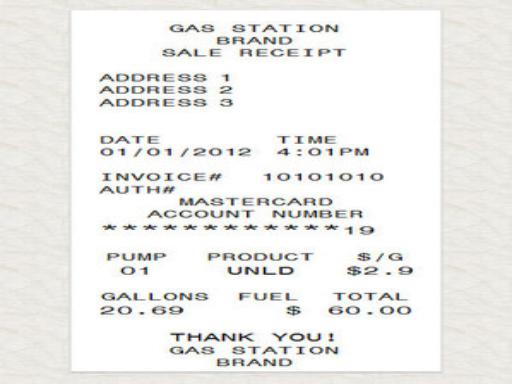 GAS STATION
BRAND
SALE RECEIPT
ADDRESS 1
ADDRESS 2
ADDRESS 3
DATE TIME
01/01/2012 4:01PM
INVOICE# 10101010
AUTH#
MASTERCARD
ACCOUNT NUMBER
************19
PUMP PRODUCT $/G
01 UNLD $2.9
GALLONS FUEL TOTAL
20.69 $ 60.00
THANK YOU!
GAS STATION
BRAND